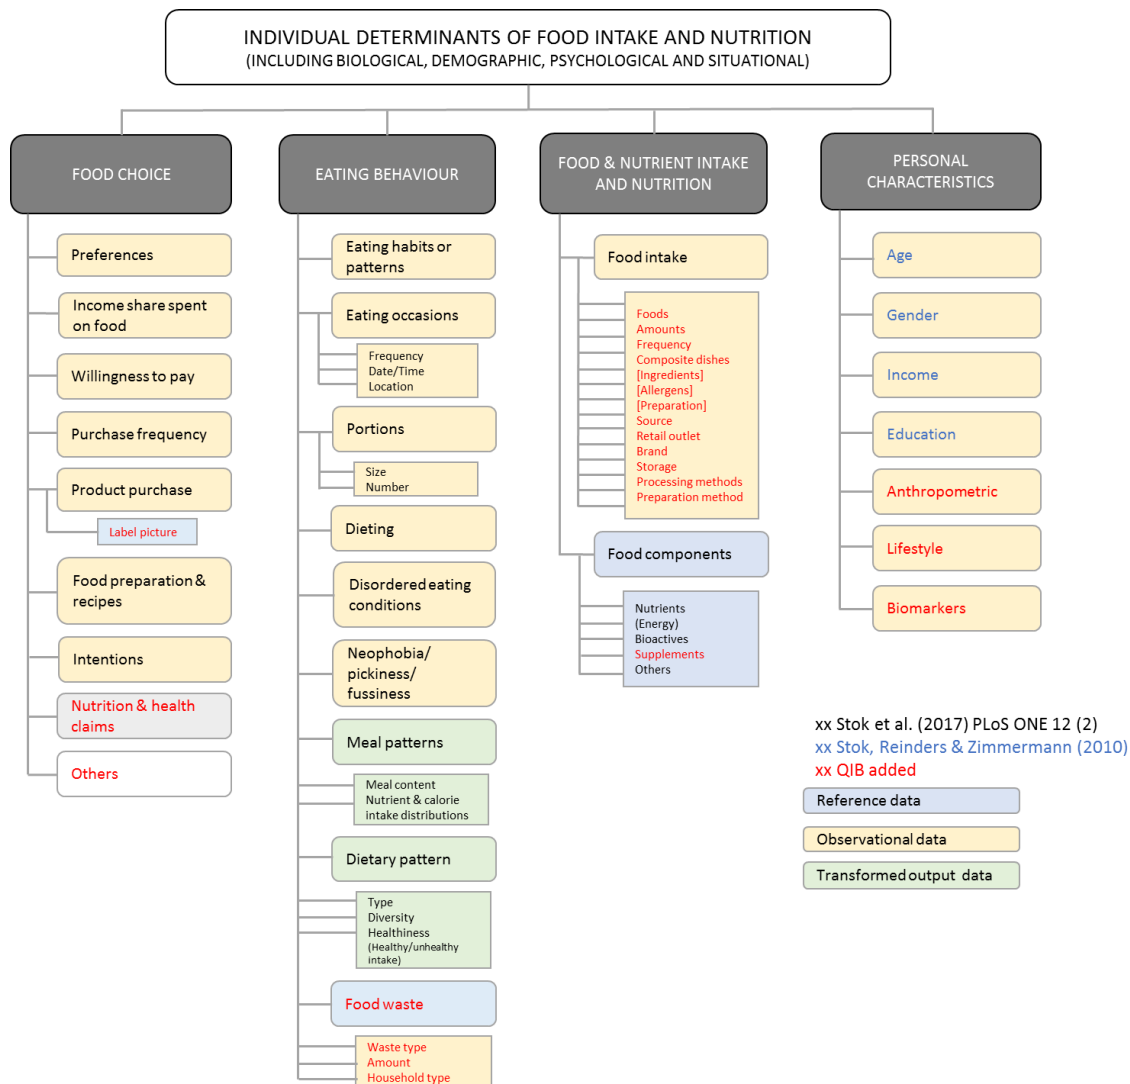 INDIVIDUAL DETERMINANTS OF FOOD INTAKE AND NUTRITION
(INCLUDING BIOLOGICAL, DEMOGRAPHIC, PSYCHOLOGICAL AND SITUATIONAL)
FOOD CHOICE
Preferences
Income share spent
on food
Willingness to pay
Purchase frequency
Product purchase
Label picture
Food preparation &
recipes
Intentions
Nutrition & health
claims
Others
EATING BEHAVIOUR
Eating habits or
patterns
Eating occasions
Frequency
Date/Time
Location
Portions
Size
Number
Dieting
Disordered eating
conditions
Neophobia/
pickiness/
fussiness
Meal patterns
Meal content
Nutrient & calorie
intake distributions
Dietary pattern
Type
Diversity
Healthiness
(Healthy/unhealthy
intake)
Food waste
Waste type
Amount
Household type
FOOD & NUTRIENT INTAKE
AND NUTRITION
Food intake
Foods
Amounts
Frequency
Composite dishes
[Ingredients]
[Allergens]
[Preparation]
Source
Retail outlet
Brand
Storage
Processing methods
Preparation method
Food components
Nutrients
(Energy)
Bioactives
Supplements
Others
PERSONAL
CHARACTERISTICS
Age
Gender
Income
Education
Anthropometric
Lifestyle
Biomarkers
xx Stok et al. (2017) PLoS ONE 12 (2)
xx Stok, Reinders & Zimmermann (2010)
xx QIB added
Reference data
Observational data
Transformed output data